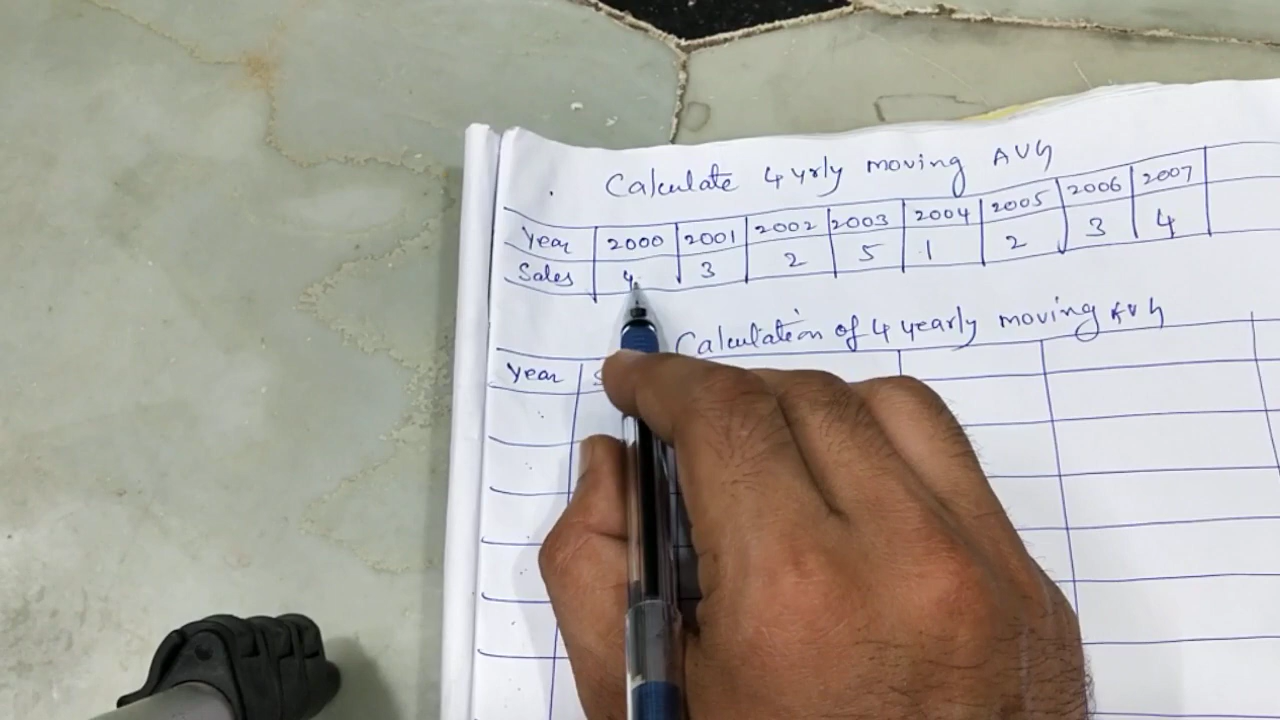 Calculate 4 yrly moving AVG
Year 2000 2001 2002 2003 2004 2005 2006 2007
Sales 4 3 2 5 1 2 3 4
Calculation of 4 yearly moving AVG
Year